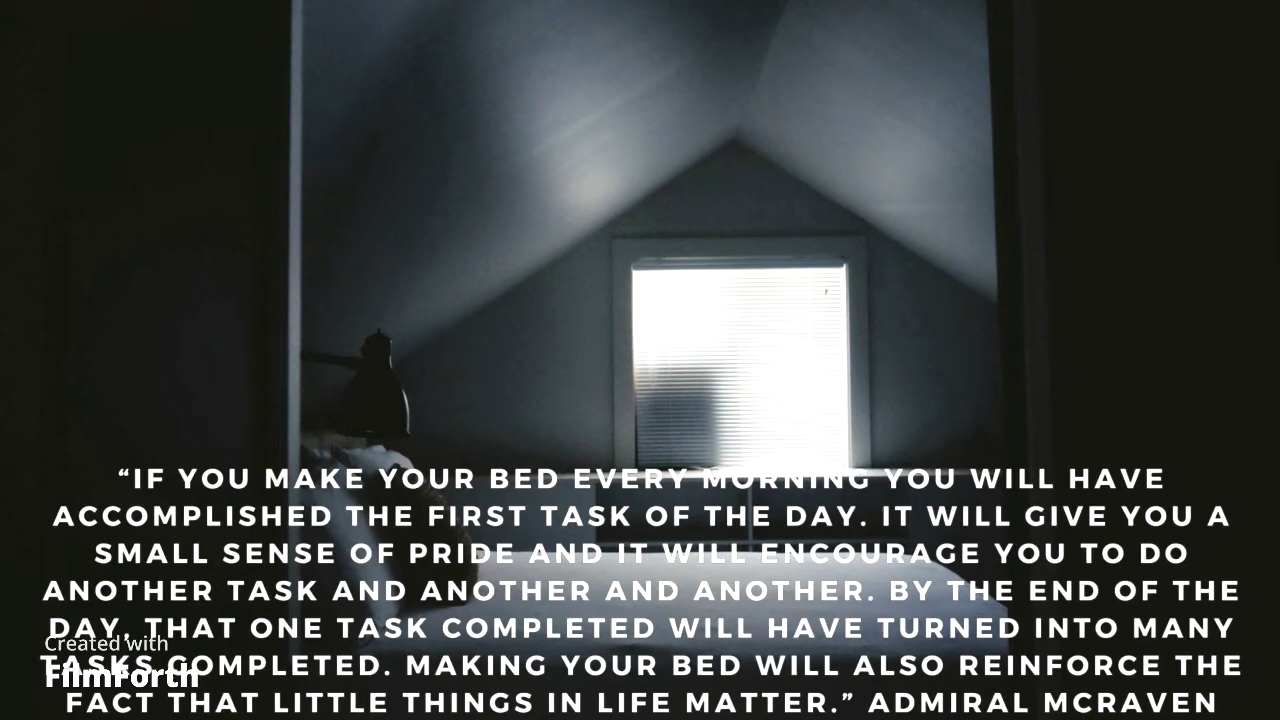 “IF YOU MAKE YOUR BED EVERY MORNING YOU WILL HAVE
ACCOMPLISHED THE FIRST TASK OF THE DAY. IT WILL GIVE YOU A
SMALL SENSE OF PRIDE AND IT WILL ENCOURAGE YOU TO DO
ANOTHER TASK AND ANOTHER AND ANOTHER. BY THE END OF THE
DAY, THAT ONE TASK COMPLETED WILL HAVE TURNED INTO MANY
TASKS COMPLETED. MAKING YOUR BED WILL ALSO REINFORCE THE
FACT THAT LITTLE THINGS IN LIFE MATTER.” ADMIRAL MCRAVEN
Created with
FilmForth